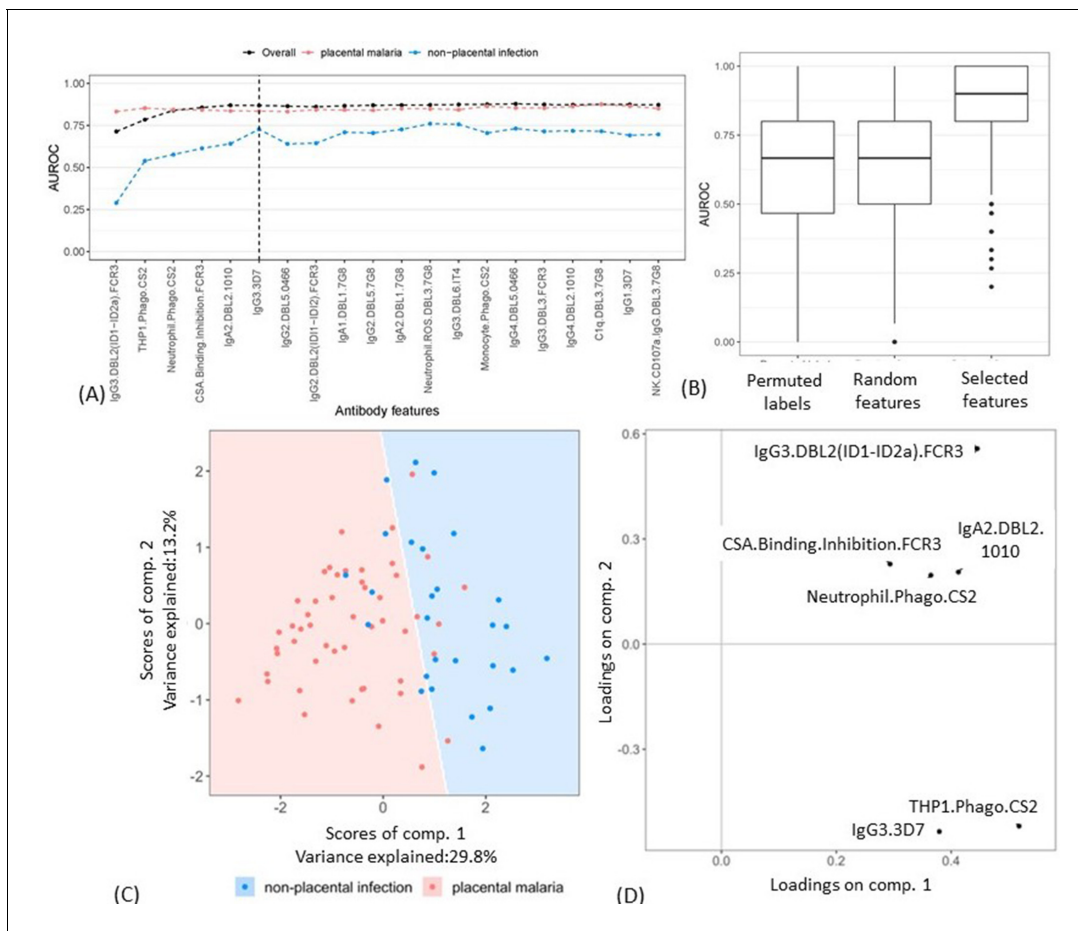 Overall placental malaria non-placental infection
1.00
0.75
0.50
0.25
0.00
AUROC
IgG3.DBL2(ID1-ID2a).FCR3
THP1.Phago.CS2
Neutrophil.Phago.CS2
CSA.Binding.Inhibition.FCR3
IgA2.DBL2.1010
IgG3.3D7
IgG2.DBL5.0466
IgG2.DBL2(IDI1-IDI2).FCR3
IgA1.DBL1.7G8
IgG2.DBL5.7G8
IgA2.DBL1.7G8
Neutrophil.ROS.DBL3.7G8
IgG3.DBL6.IT4
Monocyte.Phago.CS2
IgG4.DBL5.0466
IgG3.DBL3.FCR3
IgG4.DBL2.1010
C1q.DBL3.7G8
IgG1.3D7
NK.CD107a.IgG.DBL3.7G8
(A)
Antibody features
1.00
0.75
0.50
0.25
0.00
AUROC
(B)
Permuted
labels
Random
features
Selected
features
2
1
0
-1
-2
Scores of comp. 2
Variance explained:13.2%
-2 0 2
Scores of comp. 1
Variance explained:29.8%
non-placental infection placental malaria
(C)
0.6
0.3
0.0
-0.3
Loadings on comp. 2
IgG3.DBL2(ID1-ID2a).FCR3
CSA.Binding.Inhibition.FCR3
IgA2.DBL2.
1010
Neutrophil.Phago.CS2
THP1.Phago.CS2
IgG3.3D7
0.0 0.2 0.4
Loadings on comp. 1
(D)